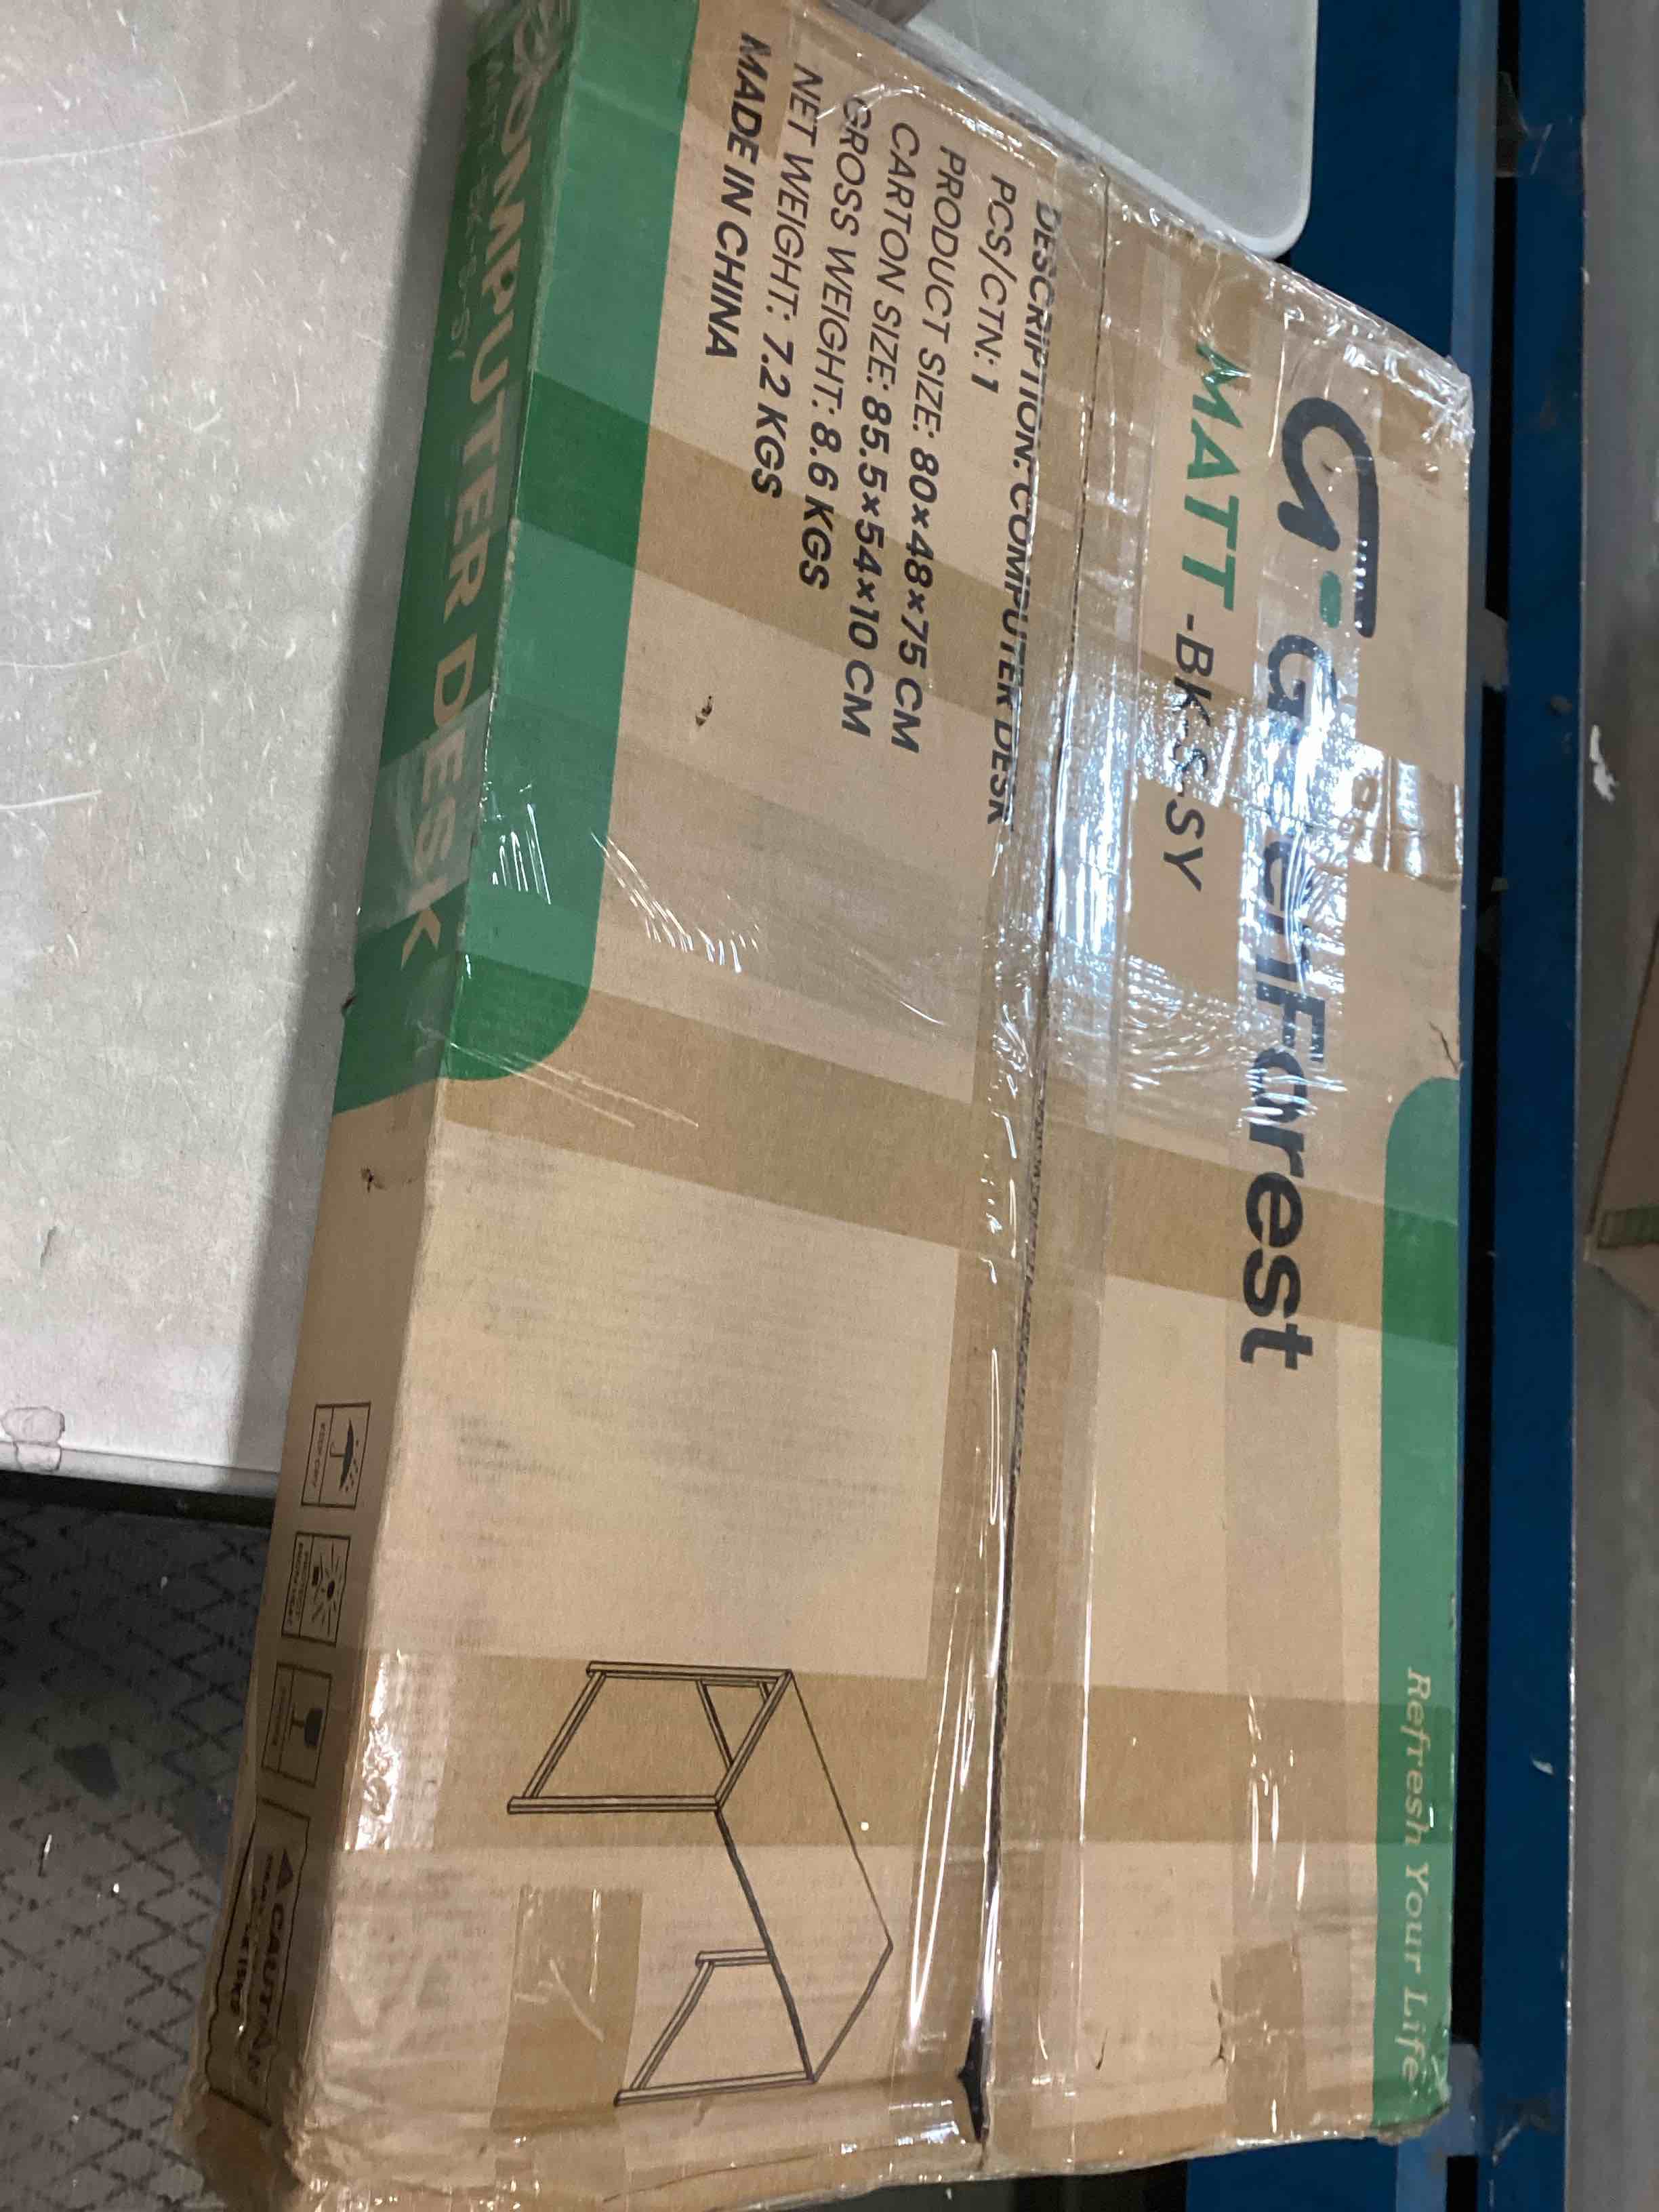 GreenForest
MATT-BK-S-SY
Refresh Your Life
DESCRIPTION: COMPUTER DESK
PCS/CTN: 1
PRODUCT SIZE: 80×48×75 CM
CARTON SIZE: 85.5×54×10 CM
GROSS WEIGHT: 8.6 KGS
NET WEIGHT: 7.2 KGS
MADE IN CHINA
COMPUTER DESK
KEEP DRY
CAUTION